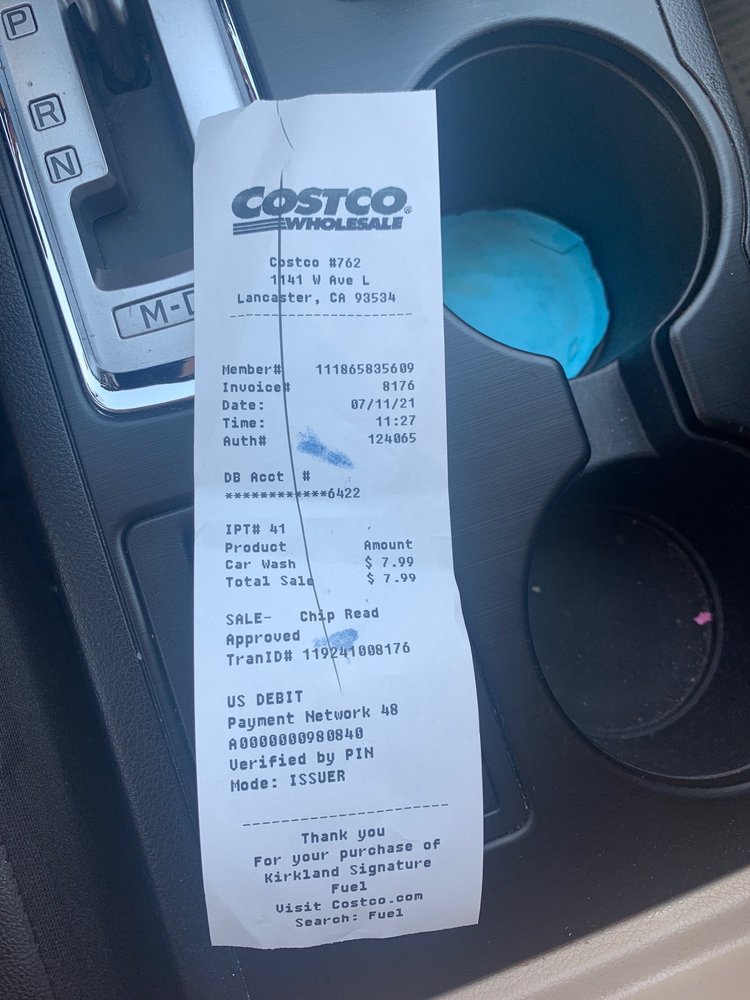 P
R
N
M-D
COSTCO®
WHOLESALE
Costco #762
1141 W Ave L
Lancaster, CA 93534
Member# 111865835609
Invoice# 8176
Date: 07/11/21
Time: 11:27
Auth# 124065
DB Acct #
************6422
IPT# 41
Product Amount
Car Wash $ 7.99
Total Sale $ 7.99
SALE- Chip Read
Approved
TranID# 119241008176
US DEBIT
Payment Network 48
A0000000980840
Verified by PIN
Mode: ISSUER
Thank you
For your purchase of
Kirkland Signature
Fuel
Visit Costco.com
Search: Fuel